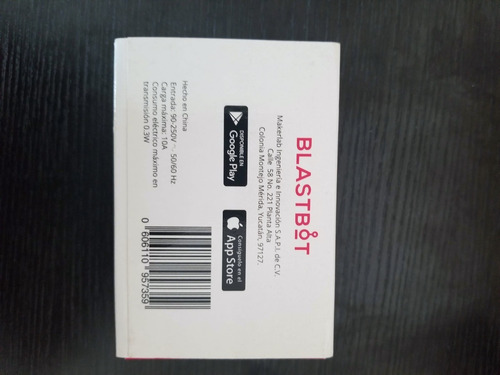 BLASTBOT
Makerlab Ingeniería e Innovación S.A.P.I. de C.V.
Calle 58 No. 221 Planta Alta
Colonia Montejo Mérida, Yucatán, 97127.
DISPONIBLE EN
Google Play
Consíguelo en el
App Store
Hecho en China
Entrada: 90-250V~ 50/60 Hz
Carga máxima: 10A
Consumo eléctrico máximo en
transmisión 0.3W
0 606110 957359